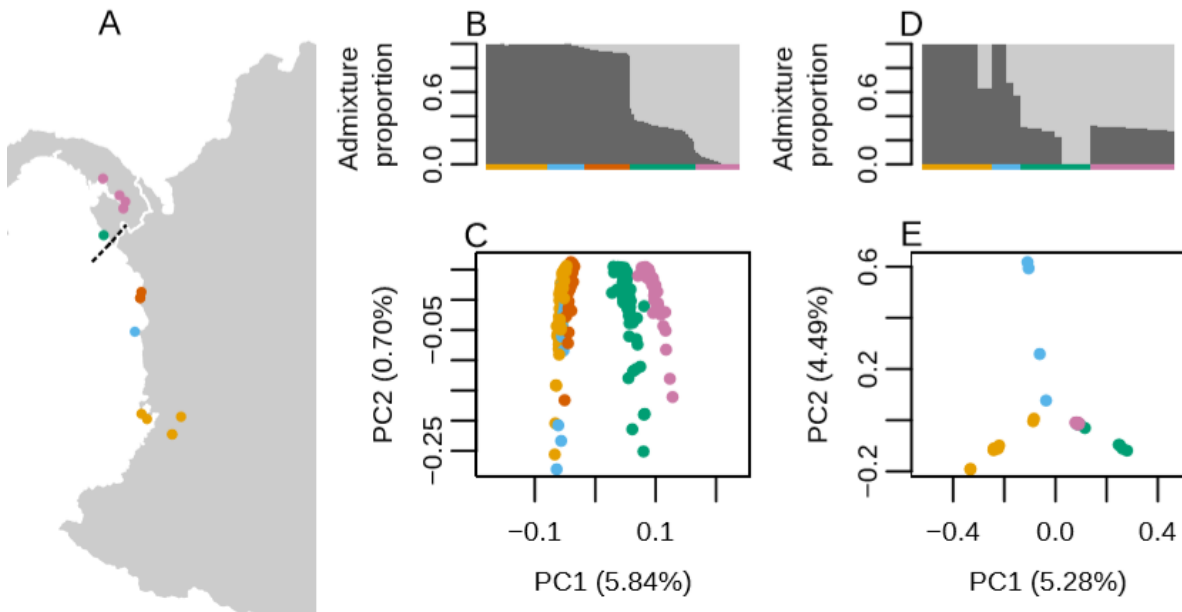 A
B
Admixture
proportion
0.6
0.0
C
PC2 (0.70%)
−0.05
−0.25
−0.1
0.1
PC1 (5.84%)
D
Admixture
proportion
0.6
0.0
E
PC2 (4.49%)
0.6
0.2
−0.2
−0.4
0.0
0.4
PC1 (5.28%)